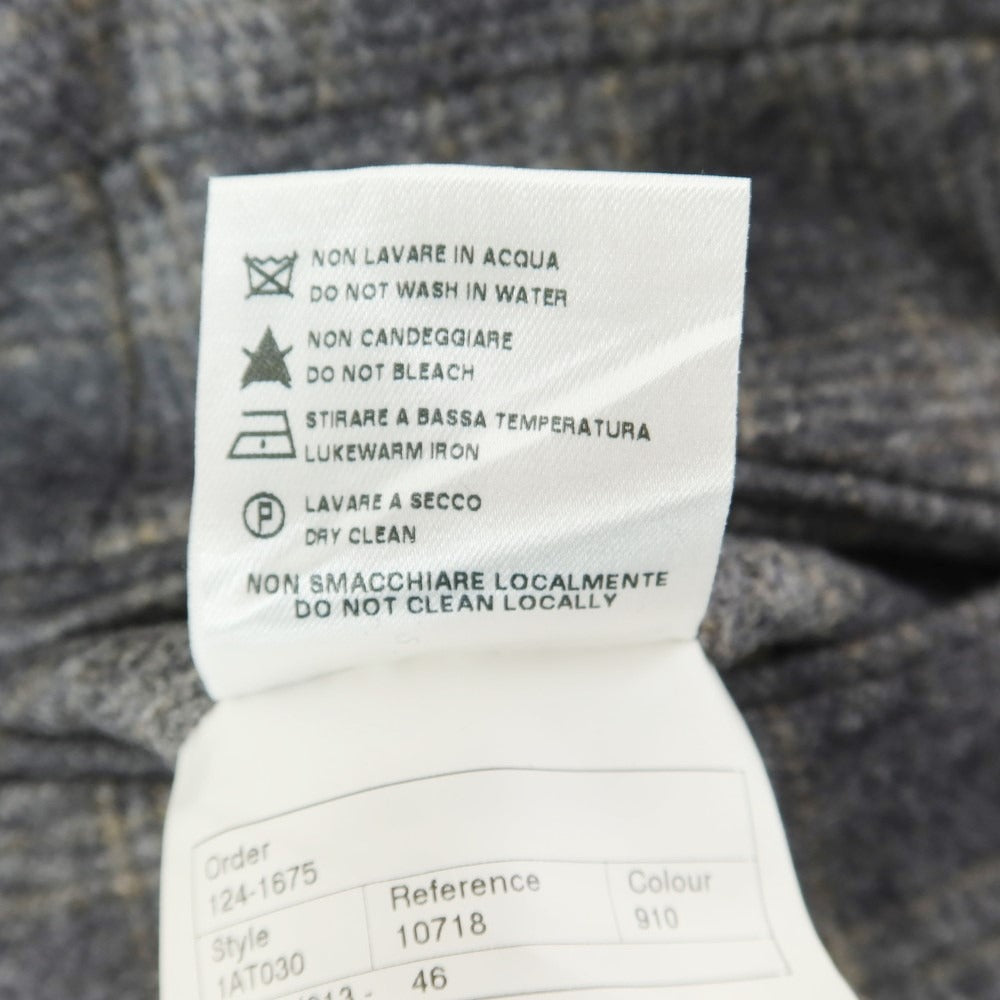 NON LAVARE IN ACQUA
DO NOT WASH IN WATER
NON CANDEGGIARE
DO NOT BLEACH
STIRARE A BASSA TEMPERATURA
LUKEWARM IRON
P
LAVARE A SECCO
DRY CLEAN
NON SMACCHIARE LOCALMENTE
DO NOT CLEAN LOCALLY
Order
124-1675
Style
1AT030
Reference
10718
Colour
910
46